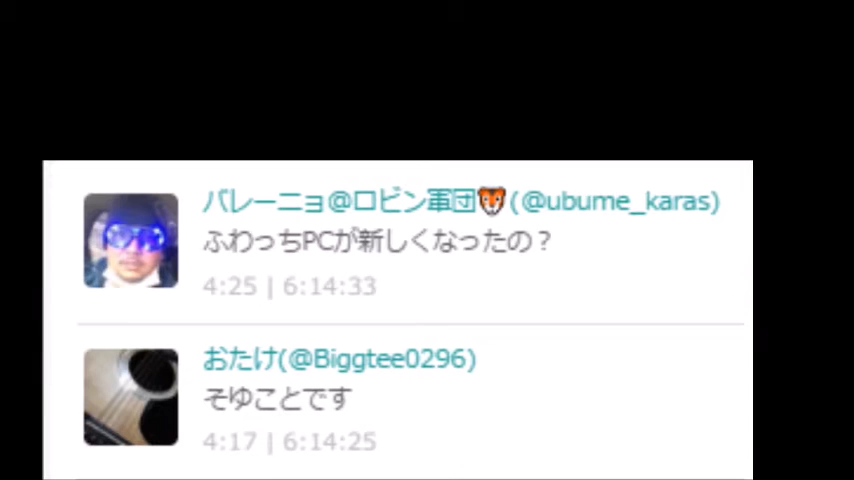 バレーニョ@ロビン軍団🐯(@ubume_karas)
ふわっちPCが新しくなったの？
4:25 | 6:14:33
おたけ(@Biggtee0296)
そゆことです
4:17 | 6:14:25